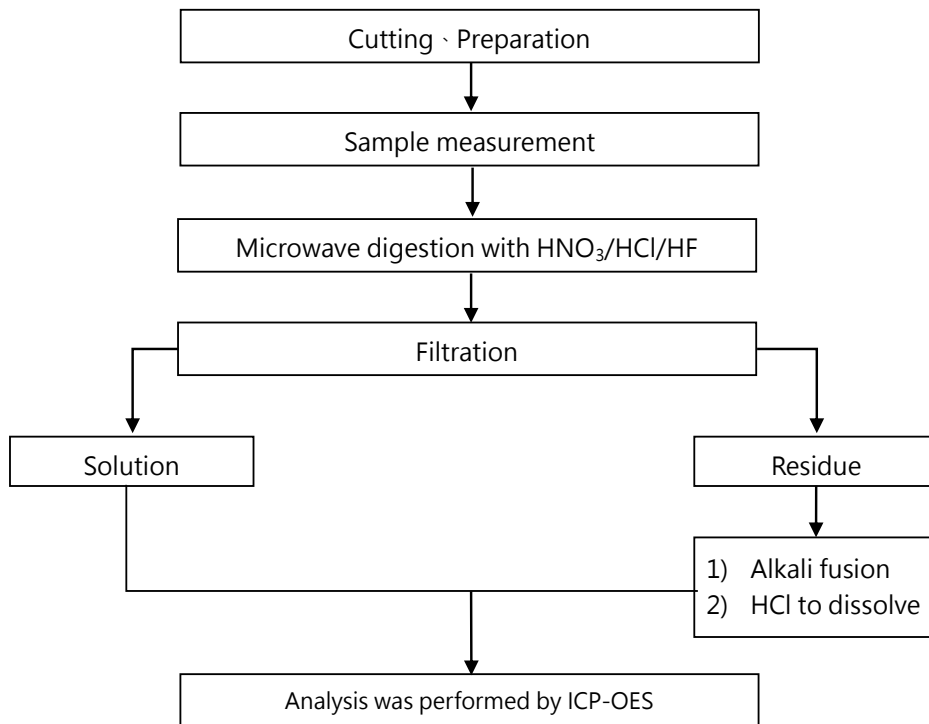 Cutting、Preparation
Sample measurement
Microwave digestion with HNO₃/HCl/HF
Filtration
Solution
Residue
1) Alkali fusion
2) HCl to dissolve
Analysis was performed by ICP-OES